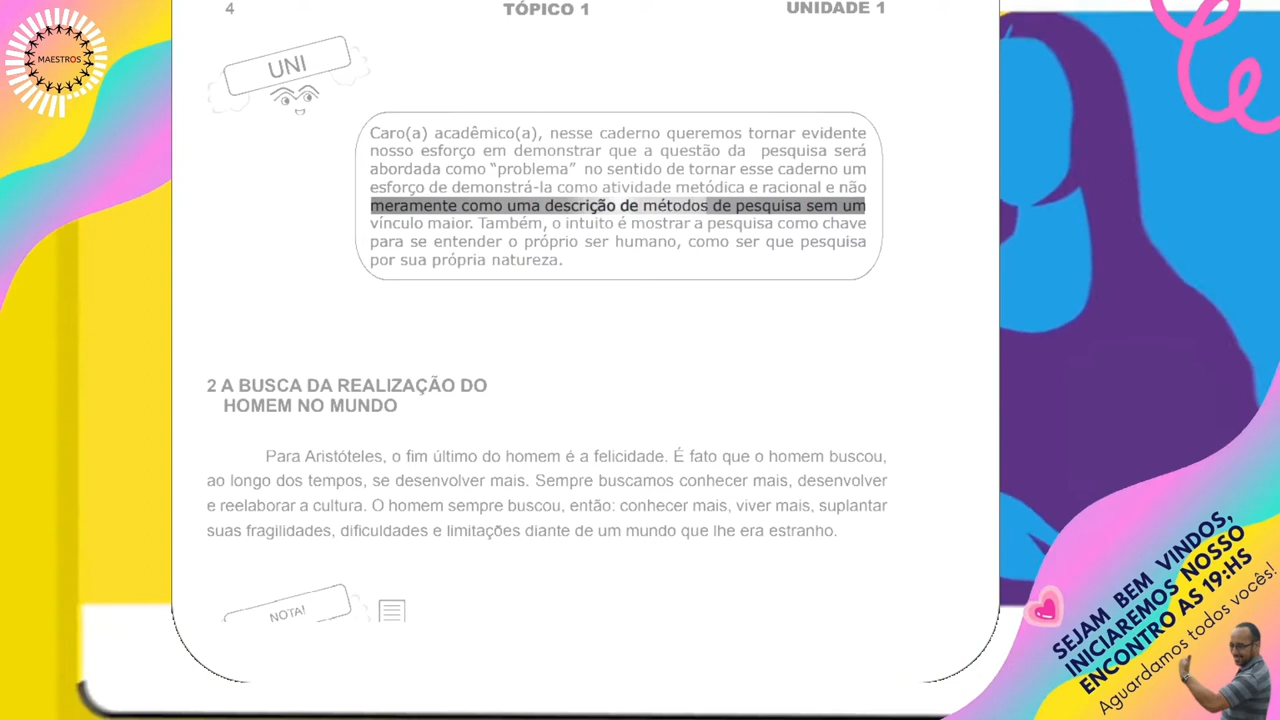 4 TÓPICO 1 UNIDADE 1
MAESTROS
UNI
Caro(a) acadêmico(a), nesse caderno queremos tornar evidente
nosso esforço em demonstrar que a questão da pesquisa será
abordada como “problema” no sentido de tornar esse caderno um
esforço de demonstrá-la como atividade metódica e racional e não
meramente como uma descrição de métodos de pesquisa sem um
vínculo maior. Também, o intuito é mostrar a pesquisa como chave
para se entender o próprio ser humano, como ser que pesquisa
por sua própria natureza.
2 A BUSCA DA REALIZAÇÃO DO
HOMEM NO MUNDO
Para Aristóteles, o fim último do homem é a felicidade. É fato que o homem buscou,
ao longo dos tempos, se desenvolver mais. Sempre buscamos conhecer mais, desenvolver
e reelaborar a cultura. O homem sempre buscou, então: conhecer mais, viver mais, suplantar
suas fragilidades, dificuldades e limitações diante de um mundo que lhe era estranho.
NOTA!
SEJAM BEM VINDOS,
INICIAREMOS NOSSO
ENCONTRO AS 19:HS
Aguardamos todos vocês!